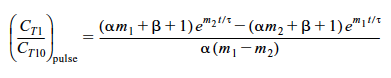 (C_{T1}/C_{T10})_{pulse} = ((αm_1 + β + 1) e^{m_2 t/τ} − (αm_2 + β + 1) e^{m_1 t/τ}) / (α(m_1 − m_2))